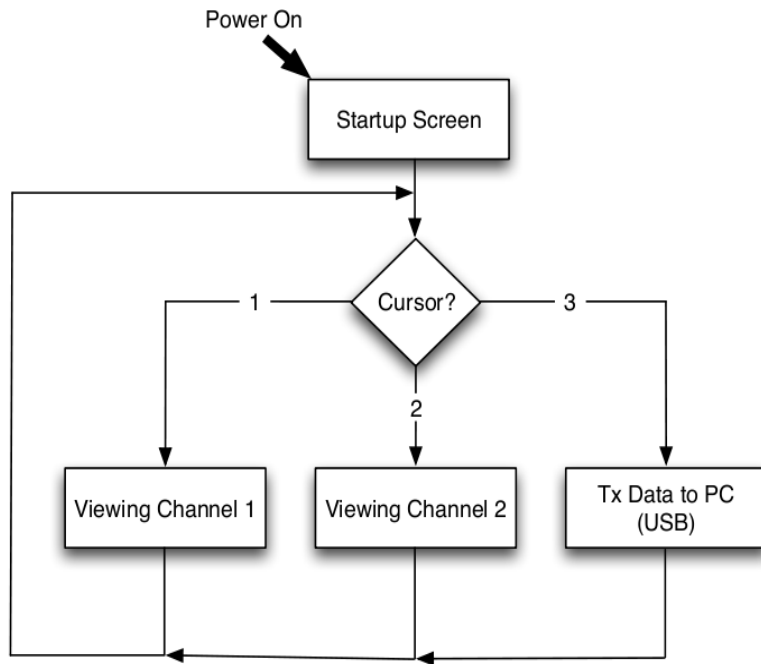 Power On
Startup Screen
Cursor?
1
3
2
Viewing Channel 1
Viewing Channel 2
Tx Data to PC
(USB)